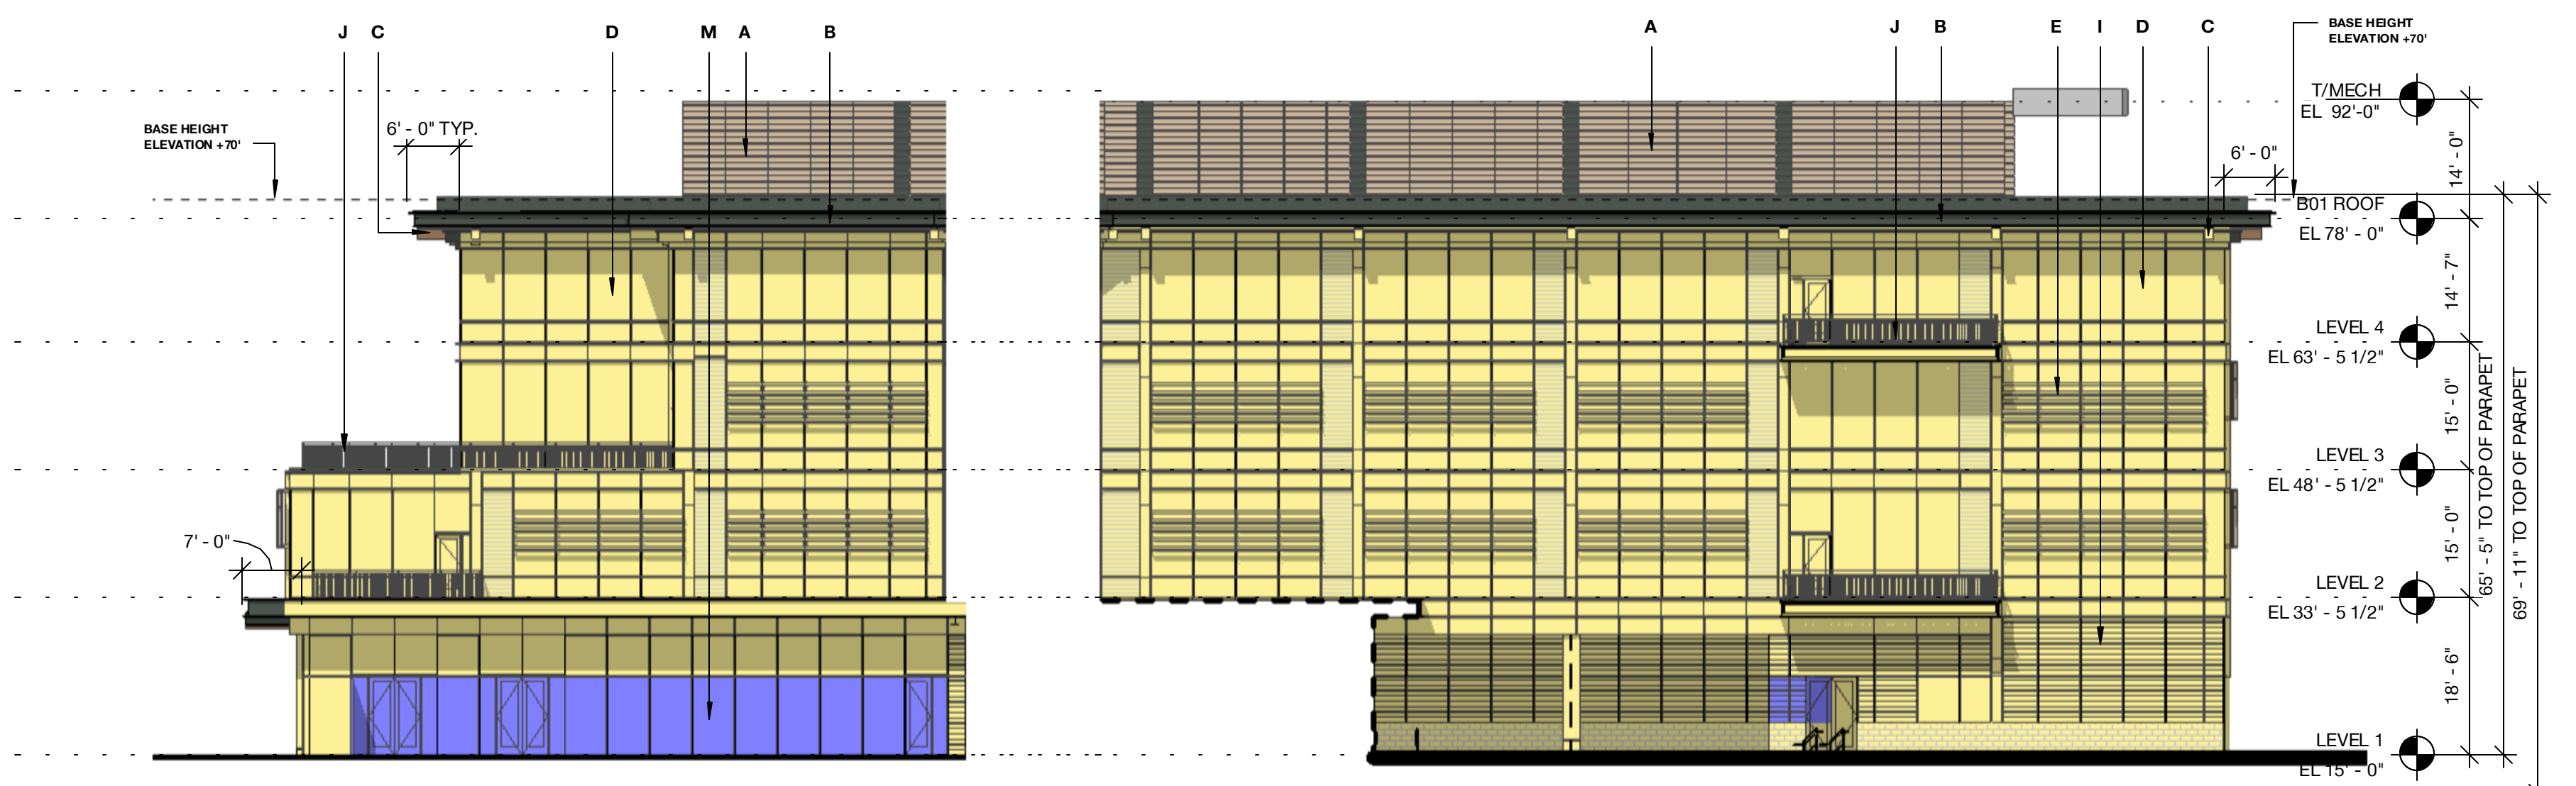 J C D M A B
A J B E I D C
BASE HEIGHT
ELEVATION +70'
T/MECH
EL 92'-0"
BASE HEIGHT
ELEVATION +70'
6' - 0" TYP.
6' - 0"
14' - 0"
B01 ROOF
EL 78' - 0"
14' - 7"
LEVEL 4
EL 63' - 5 1/2"
15' - 0"
LEVEL 3
EL 48' - 5 1/2"
7' - 0"
15' - 0"
LEVEL 2
EL 33' - 5 1/2"
18' - 6"
LEVEL 1
EL 15' - 0"
65' - 5" TO TOP OF PARAPET
69' - 11" TO TOP OF PARAPET